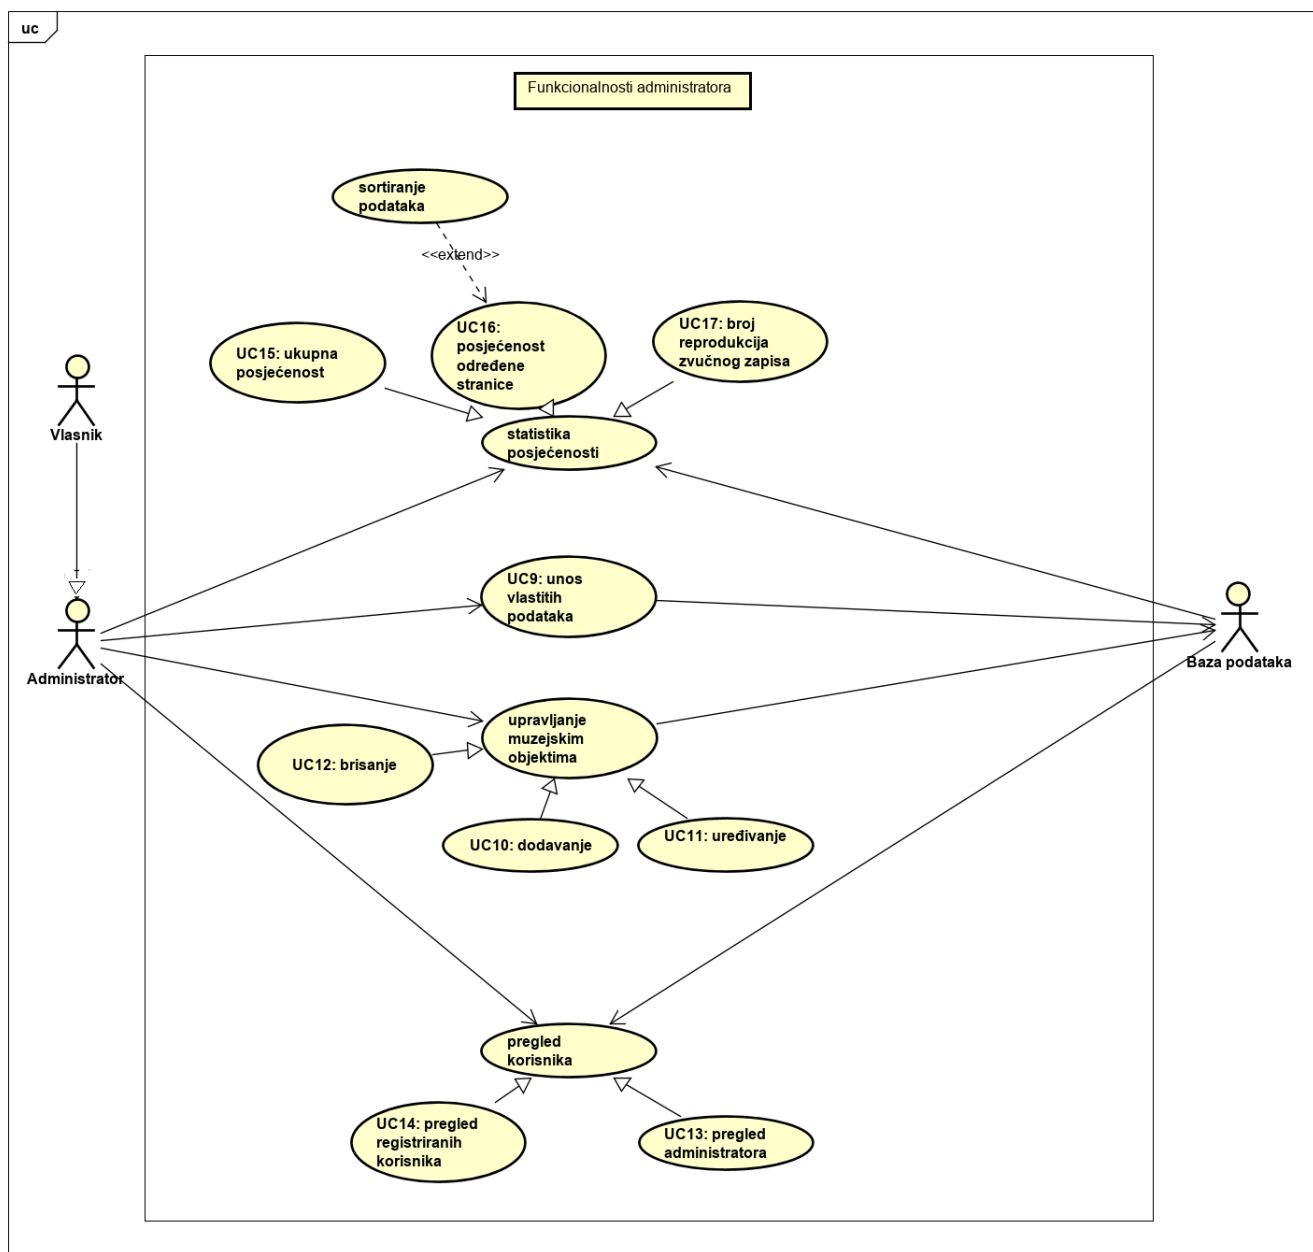 uc
Funkcionalnosti administratora
sortiranje
podataka
<<extend>>
UC15: ukupna
posjećenost
UC16:
posjećenost
određene
stranice
UC17: broj
reprodukcija
zvučnog zapisa
statistika
posjećenosti
Vlasnik
UC9: unos
vlastitih
podataka
Administrator
Baza podataka
upravljanje
muzejskim
objektima
UC12: brisanje
UC10: dodavanje
UC11: uređivanje
pregled
korisnika
UC14: pregled
registriranih
korisnika
UC13: pregled
administratora